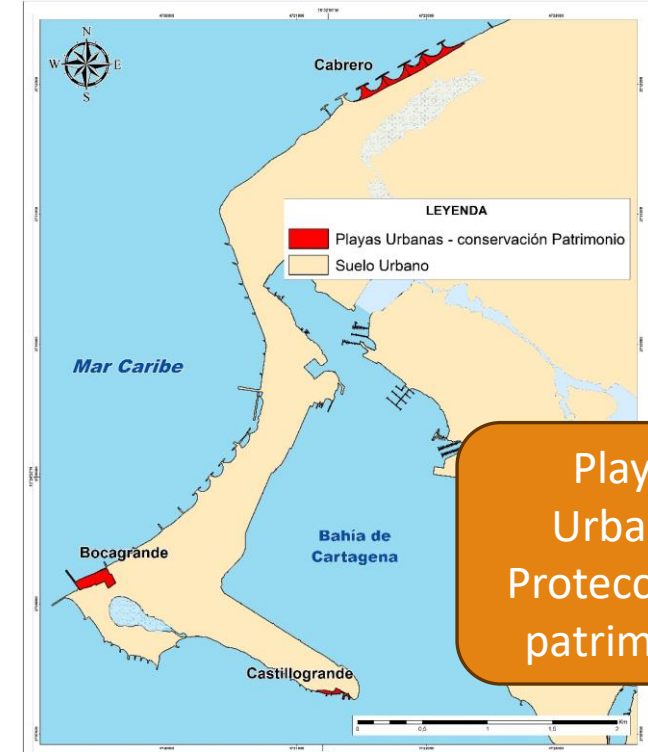 N
W E
S
Cabrero
LEYENDA
Playas Urbanas - conservación Patrimonio
Suelo Urbano
Mar Caribe
Bahía de
Cartagena
Bocagrande
Castillogrande
Play
Urba
Protecc
patrim
0 0,5 1 1,5 2
Km